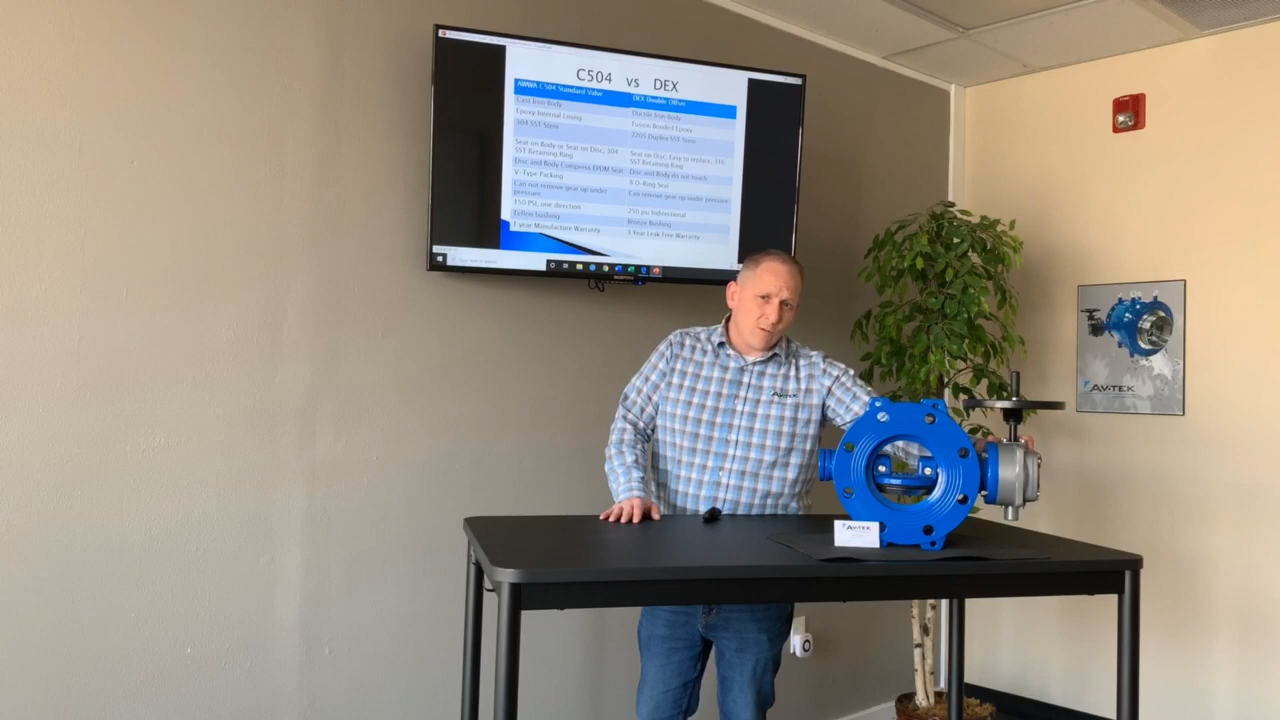 C504 vs DEX
AWWA C504 Standard Valve
DEX Double Offset
Cast Iron Body
Ductile Iron Body
Epoxy Internal Lining
Fusion Bonded Epoxy
304 SST Stem
2205 Duplex SST Stem
Seat on Body or Seat on Disc, 304
SST Retaining Ring
Seat on Disc, Easy to replace, 316
SST Retaining Ring
Disc and Body Compress EPDM Seat
Disc and Body do not touch
V-Type Packing
8 O-Ring Seal
Can not remove gear up under
pressure
Can remove gear up under pressure
150 PSI, one direction
250 psi bidirectional
Teflon bushing
Bronze Bushing
1 year Manufacture Warranty
Year Leak Free Warranty
AV-TEK
AV-TEK
AV-TEK